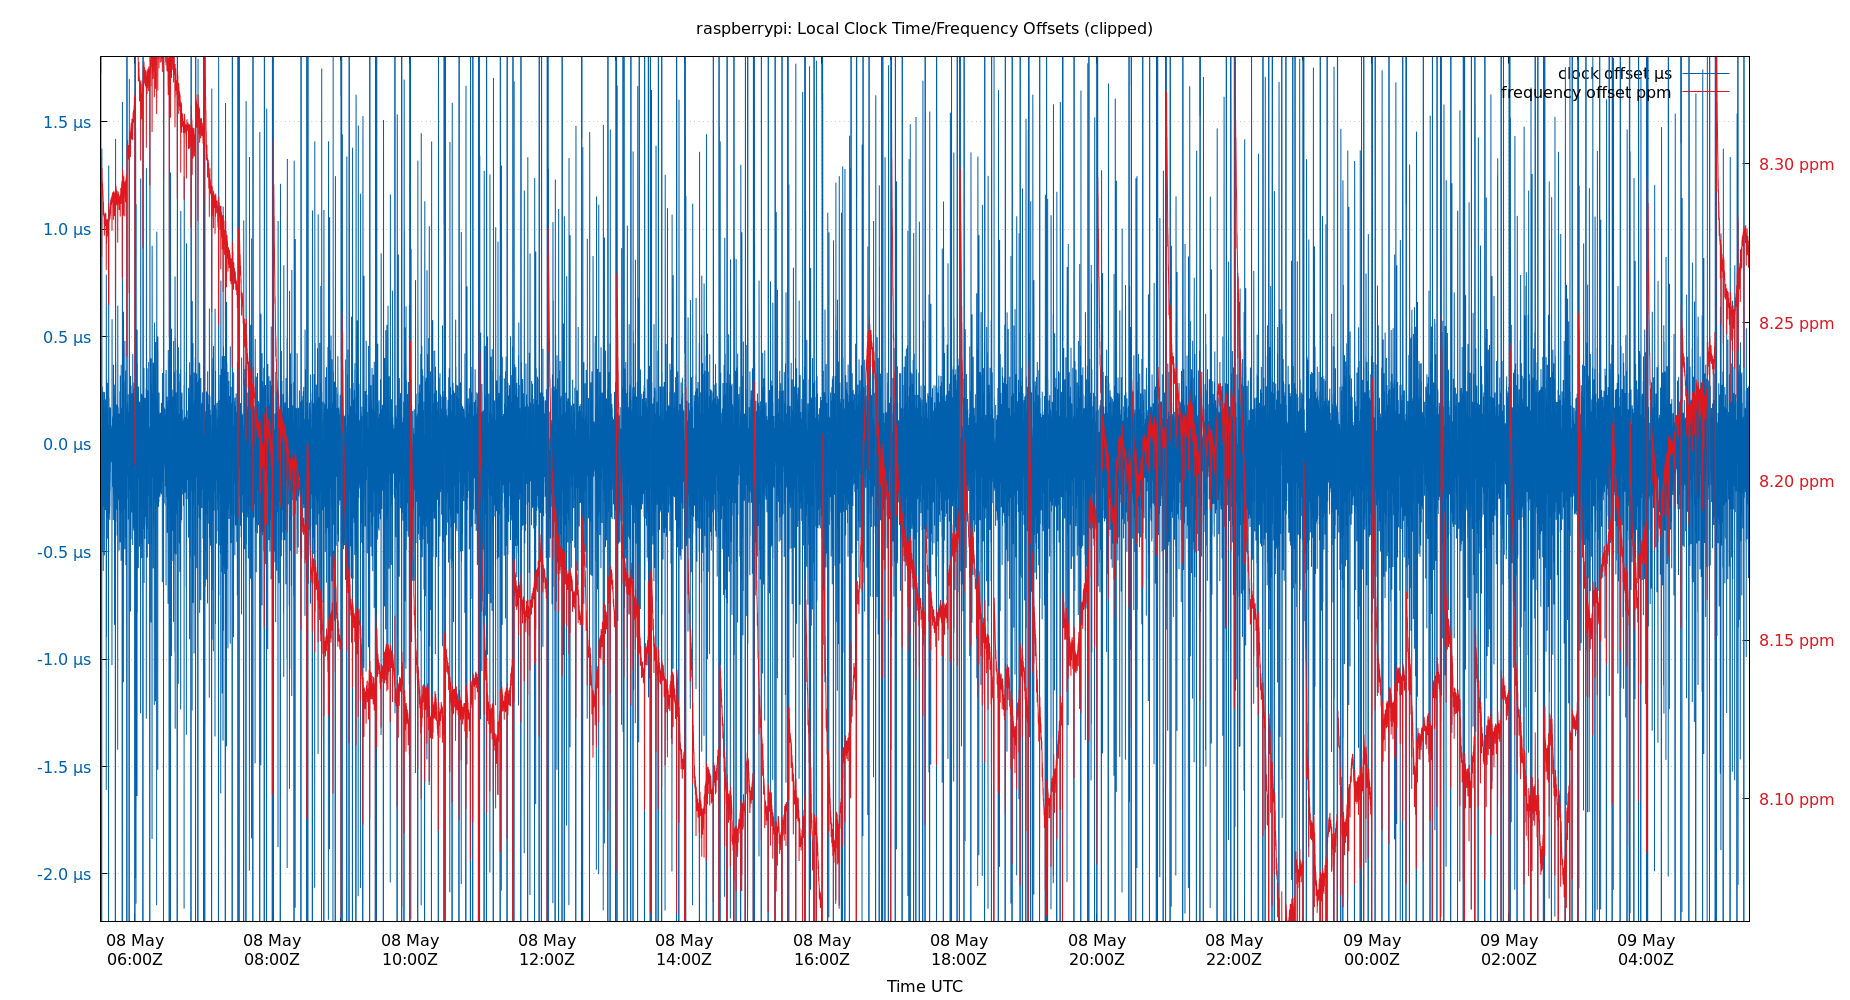 raspberrypi: Local Clock Time/Frequency Offsets (clipped)
clock offset µs
frequency offset ppm
1.5 µs
1.0 µs
0.5 µs
0.0 µs
-0.5 µs
-1.0 µs
-1.5 µs
-2.0 µs
8.30 ppm
8.25 ppm
8.20 ppm
8.15 ppm
8.10 ppm
08 May 08 May 08 May 08 May 08 May 08 May 08 May 08 May 08 May 09 May 09 May 09 May
06:00Z 08:00Z 10:00Z 12:00Z 14:00Z 16:00Z 18:00Z 20:00Z 22:00Z 00:00Z 02:00Z 04:00Z
Time UTC